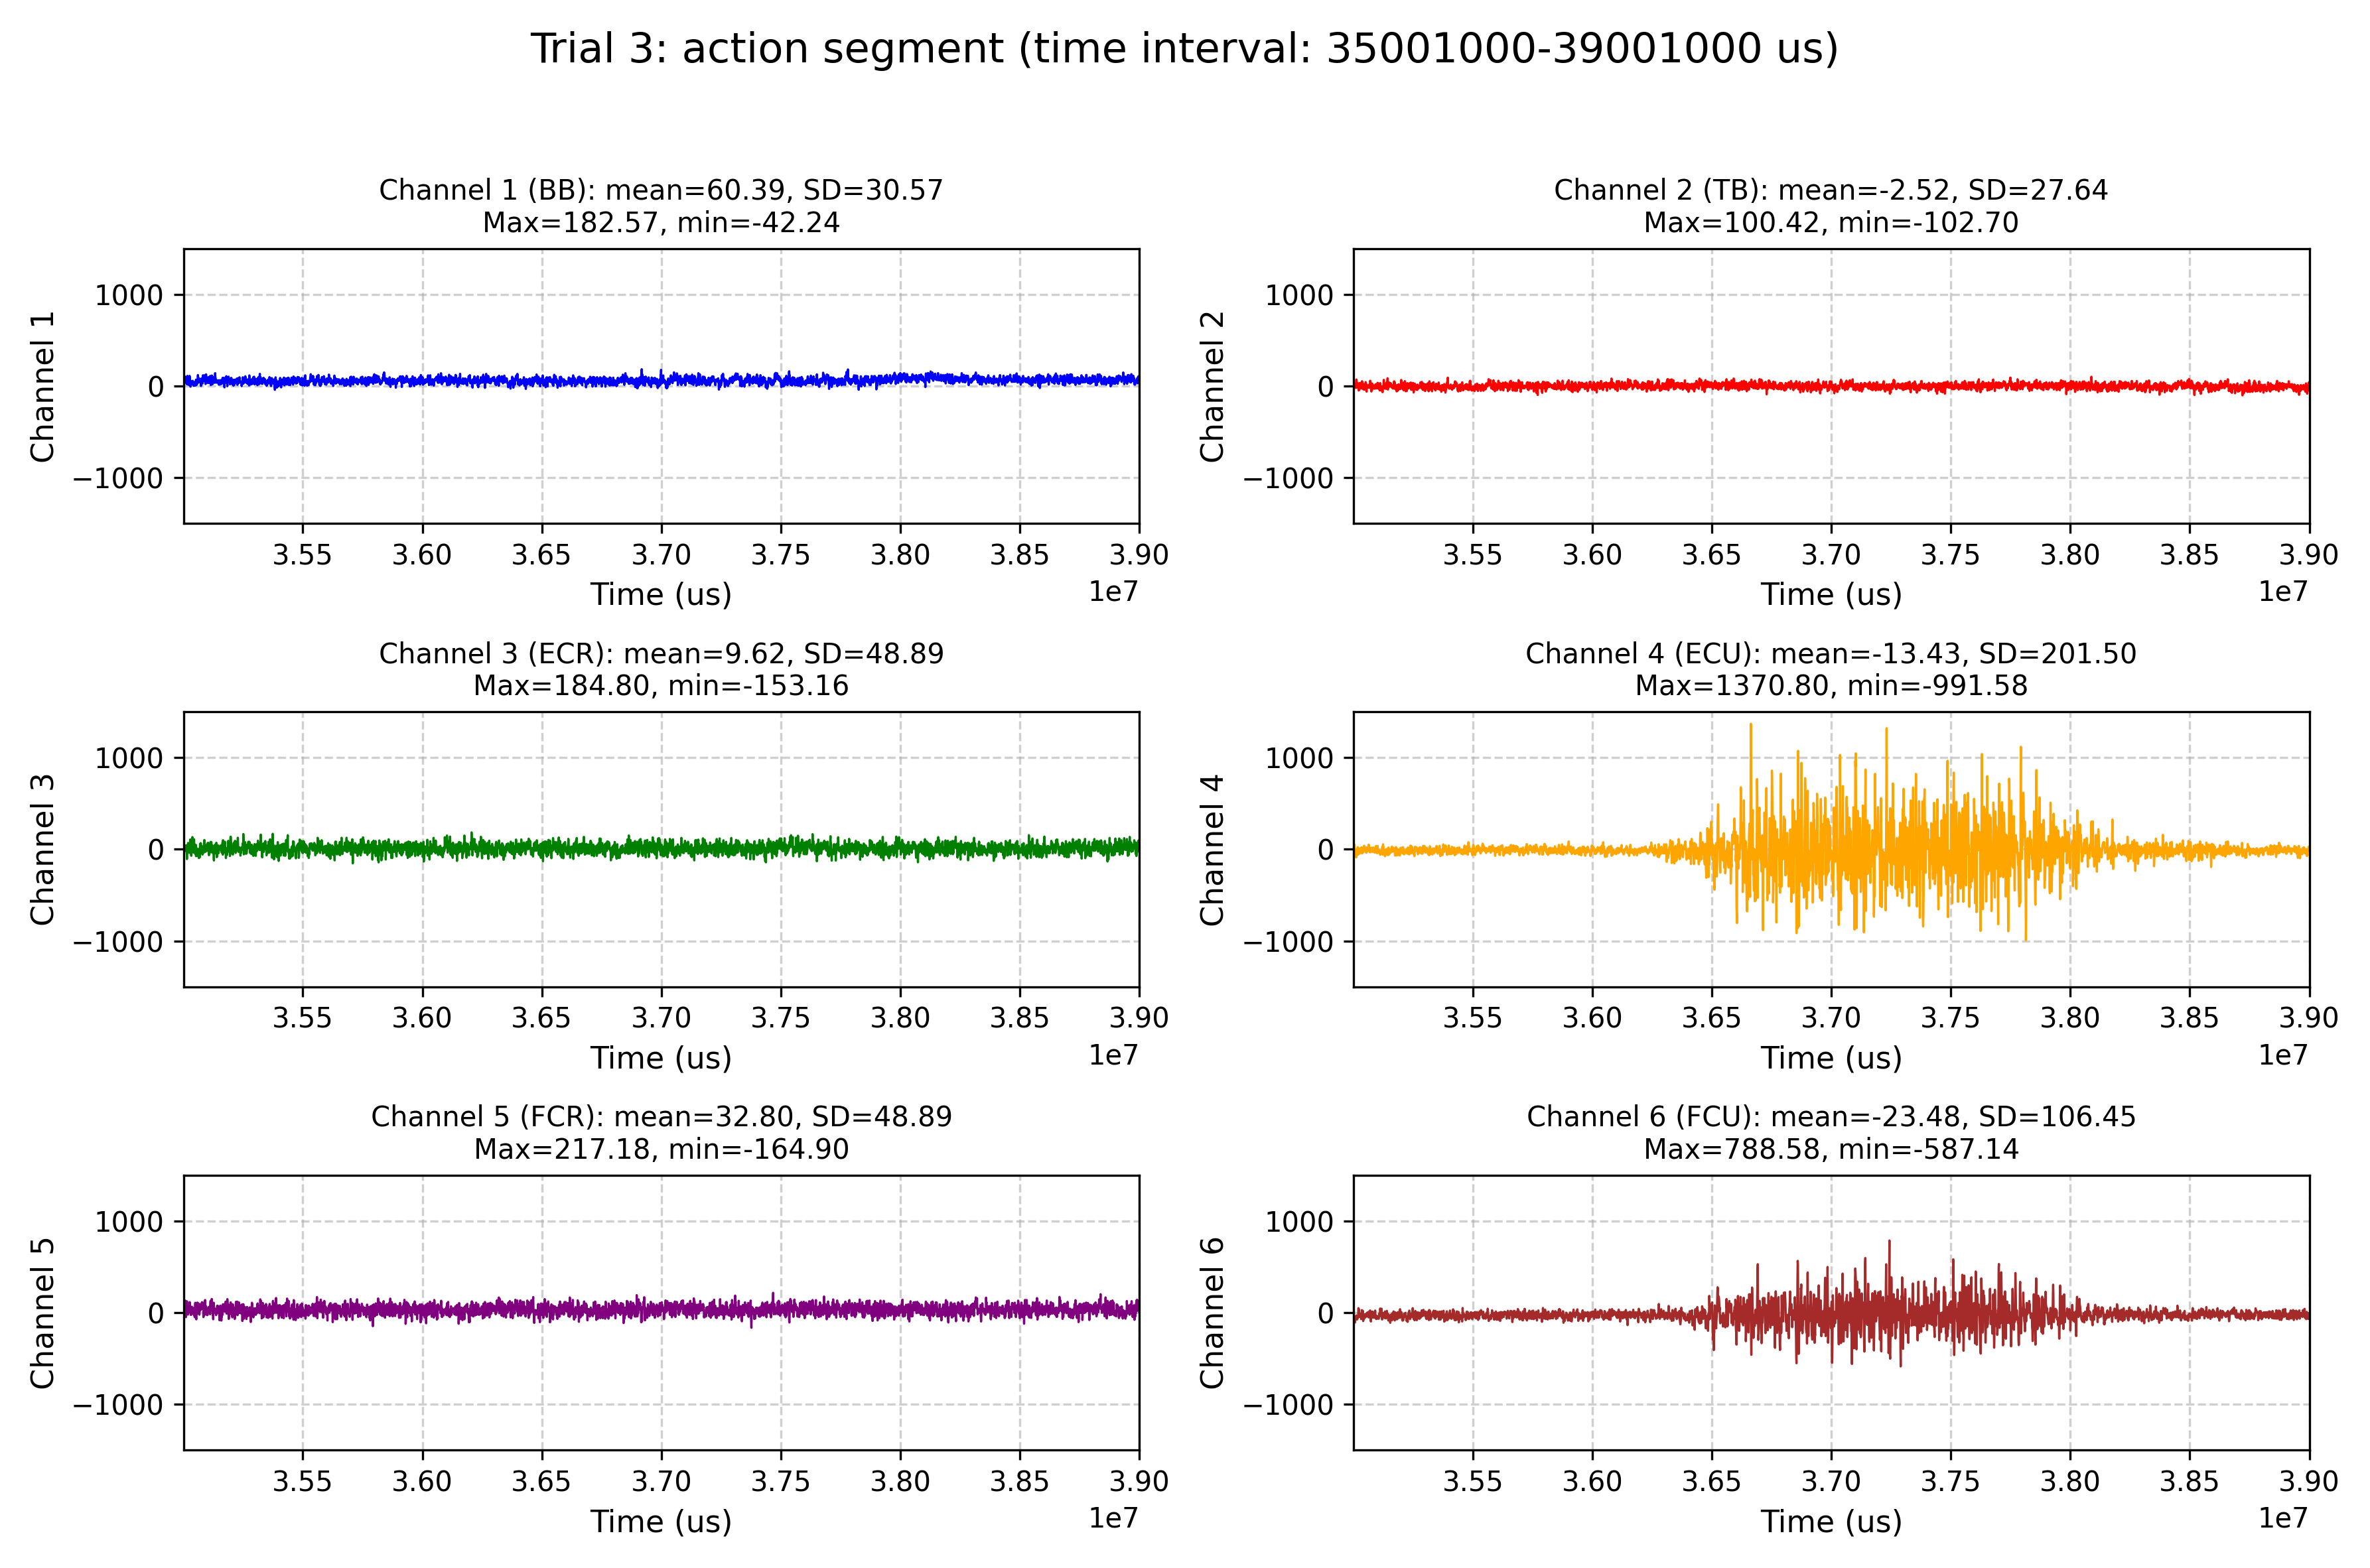 Trial 3: action segment (time interval: 35001000-39001000 us)
Channel 1 (BB): mean=60.39, SD=30.57
Max=182.57, min=-42.24
Channel 1
1000
0
−1000
3.55 3.60 3.65 3.70 3.75 3.80 3.85 3.90
1e7
Time (us)
Channel 2 (TB): mean=-2.52, SD=27.64
Max=100.42, min=-102.70
Channel 2
1000
0
−1000
3.55 3.60 3.65 3.70 3.75 3.80 3.85 3.90
1e7
Time (us)
Channel 3 (ECR): mean=9.62, SD=48.89
Max=184.80, min=-153.16
Channel 3
1000
0
−1000
3.55 3.60 3.65 3.70 3.75 3.80 3.85 3.90
1e7
Time (us)
Channel 4 (ECU): mean=-13.43, SD=201.50
Max=1370.80, min=-991.58
Channel 4
1000
0
−1000
3.55 3.60 3.65 3.70 3.75 3.80 3.85 3.90
1e7
Time (us)
Channel 5 (FCR): mean=32.80, SD=48.89
Max=217.18, min=-164.90
Channel 5
1000
0
−1000
3.55 3.60 3.65 3.70 3.75 3.80 3.85 3.90
1e7
Time (us)
Channel 6 (FCU): mean=-23.48, SD=106.45
Max=788.58, min=-587.14
Channel 6
1000
0
−1000
3.55 3.60 3.65 3.70 3.75 3.80 3.85 3.90
1e7
Time (us)